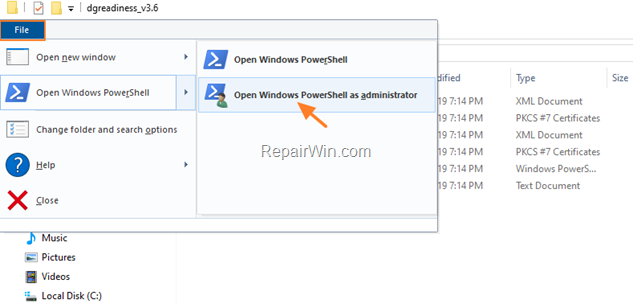 dgreadiness_v3.6
File
Open new window
Open Windows PowerShell
Change folder and search options
Help
Close
Open Windows PowerShell
Open Windows PowerShell as administrator
RepairWin.com
Type
Size
19 7:14 PM XML Document
19 7:14 PM PKCS #7 Certificates
19 7:14 PM XML Document
19 7:14 PM PKCS #7 Certificates
19 7:14 PM Windows PowerS...
19 7:14 PM Text Document
Music
Pictures
Videos
Local Disk (C:)